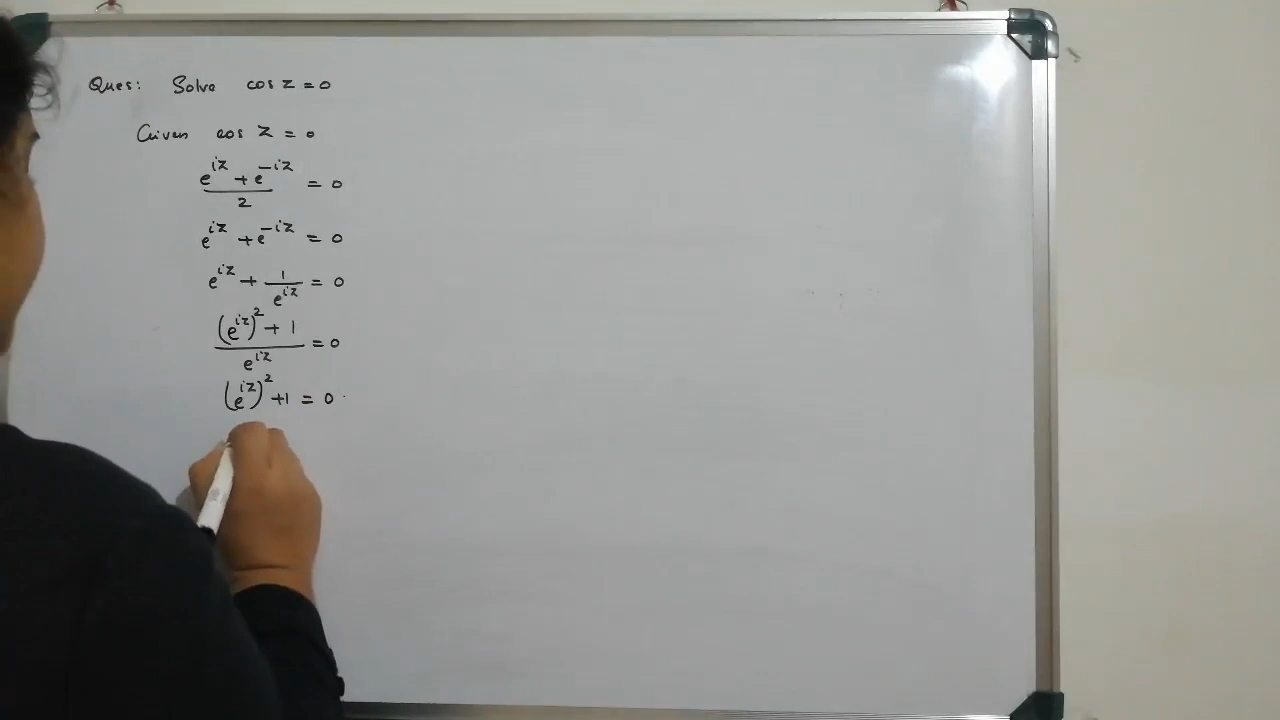 Ques: Solve cos z = 0
Given cos z = 0
(e^{iz} + e^{-iz})/2 = 0
e^{iz} + e^{-iz} = 0
e^{iz} + 1/e^{iz} = 0
((e^{iz})^2 + 1)/e^{iz} = 0
(e^{iz})^2 + 1 = 0